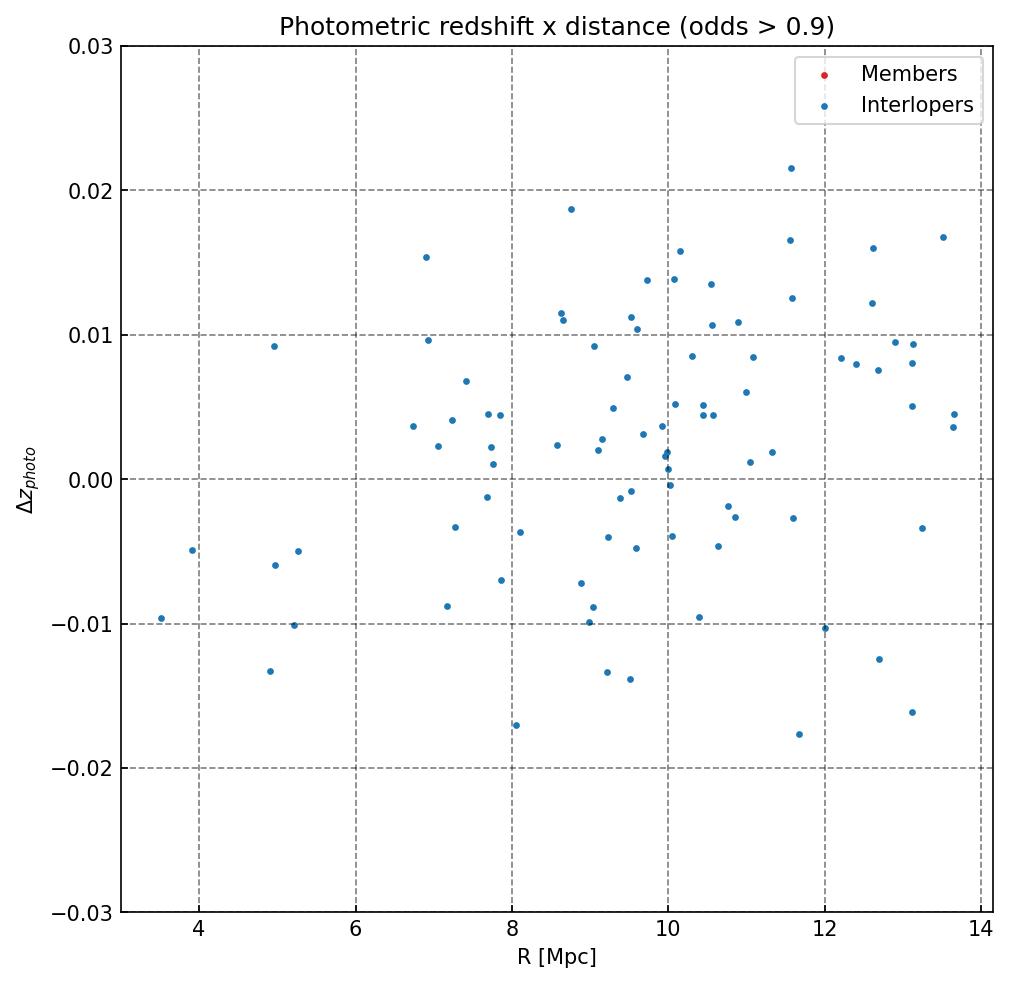 Photometric redshift x distance (odds > 0.9)
Members
Interlopers
0.03
0.02
0.01
0.00
−0.01
−0.02
−0.03
Δz_photo
4 6 8 10 12 14
R [Mpc]